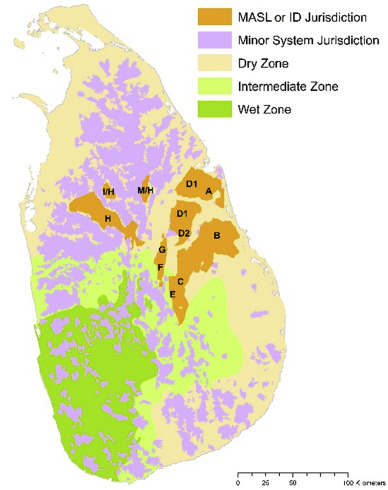 MASL or ID Jurisdiction
Minor System Jurisdiction
Dry Zone
Intermediate Zone
Wet Zone
D1
A
I/H
M/H
H
D1
D2
B
G
F
C
E
0 25 50 100 Kilometers